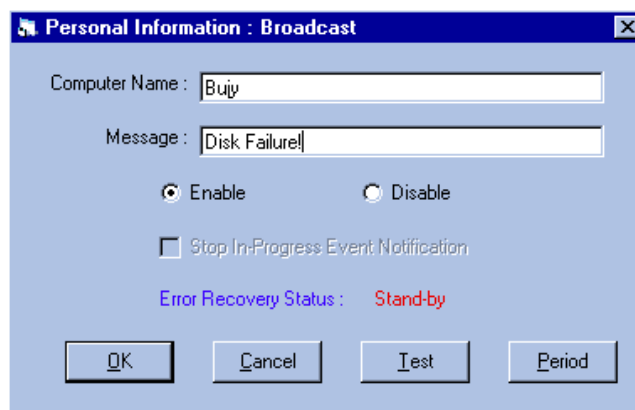 Personal Information : Broadcast
Computer Name : Bujy
Message : Disk Failure!
Enable Disable
Stop In-Progress Event Notification
Error Recovery Status : Stand-by
OK Cancel Test Period